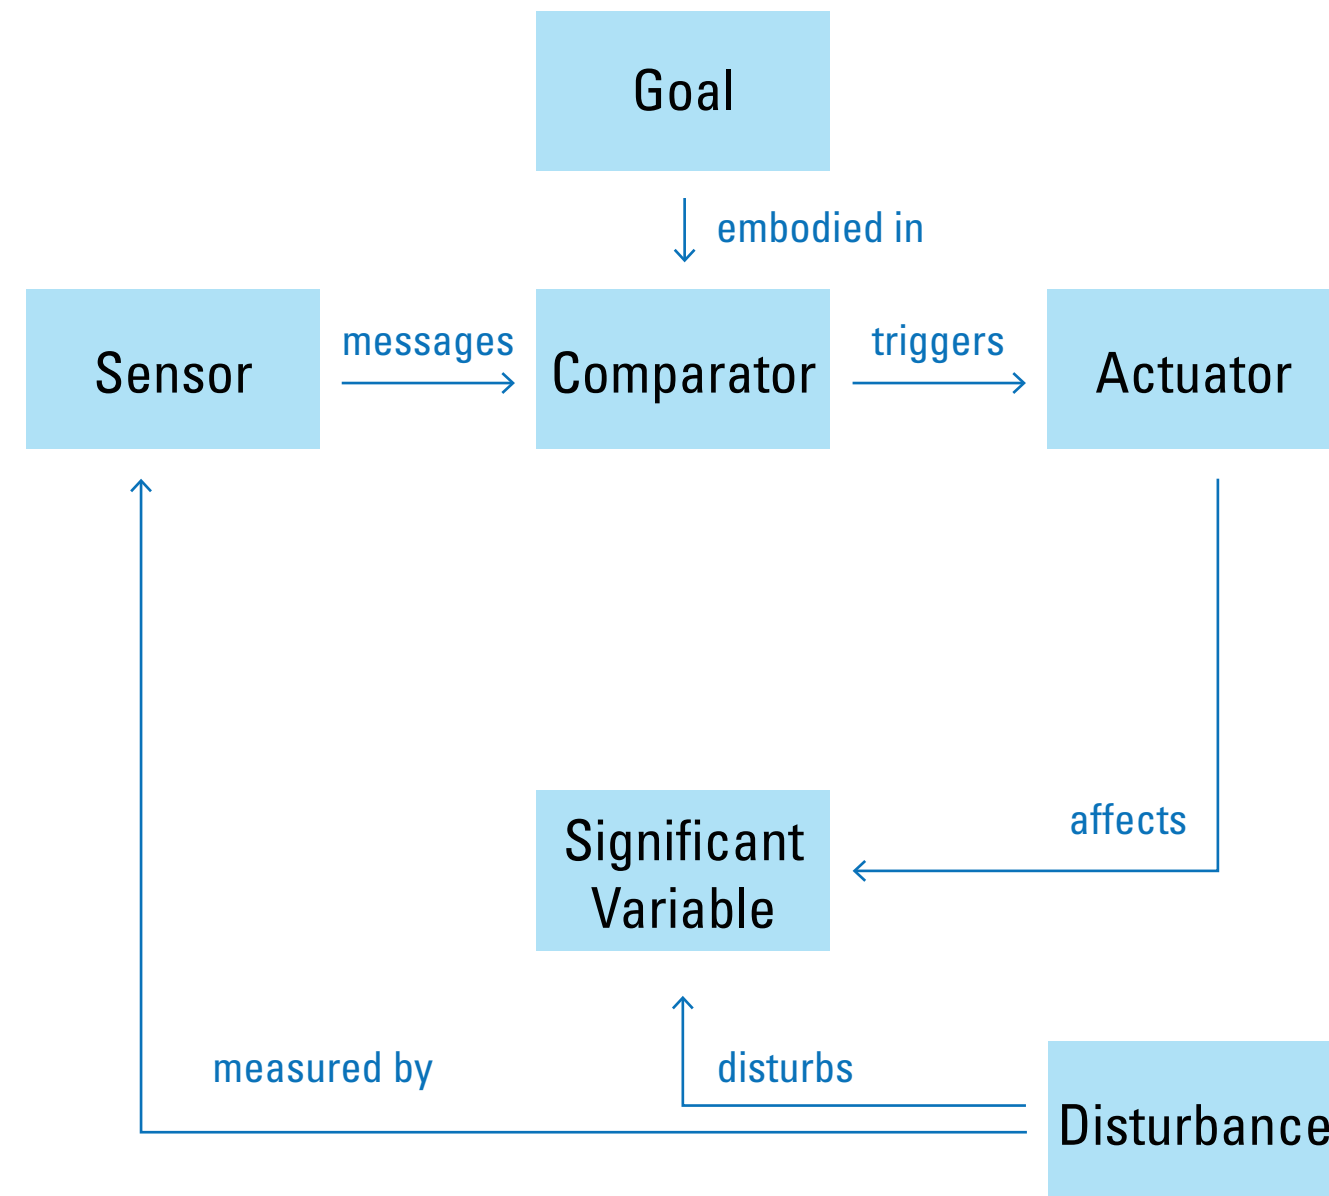 Goal
embodied in
Sensor
messages
Comparator
triggers
Actuator
Significant
Variable
affects
measured by
disturbs
Disturbance